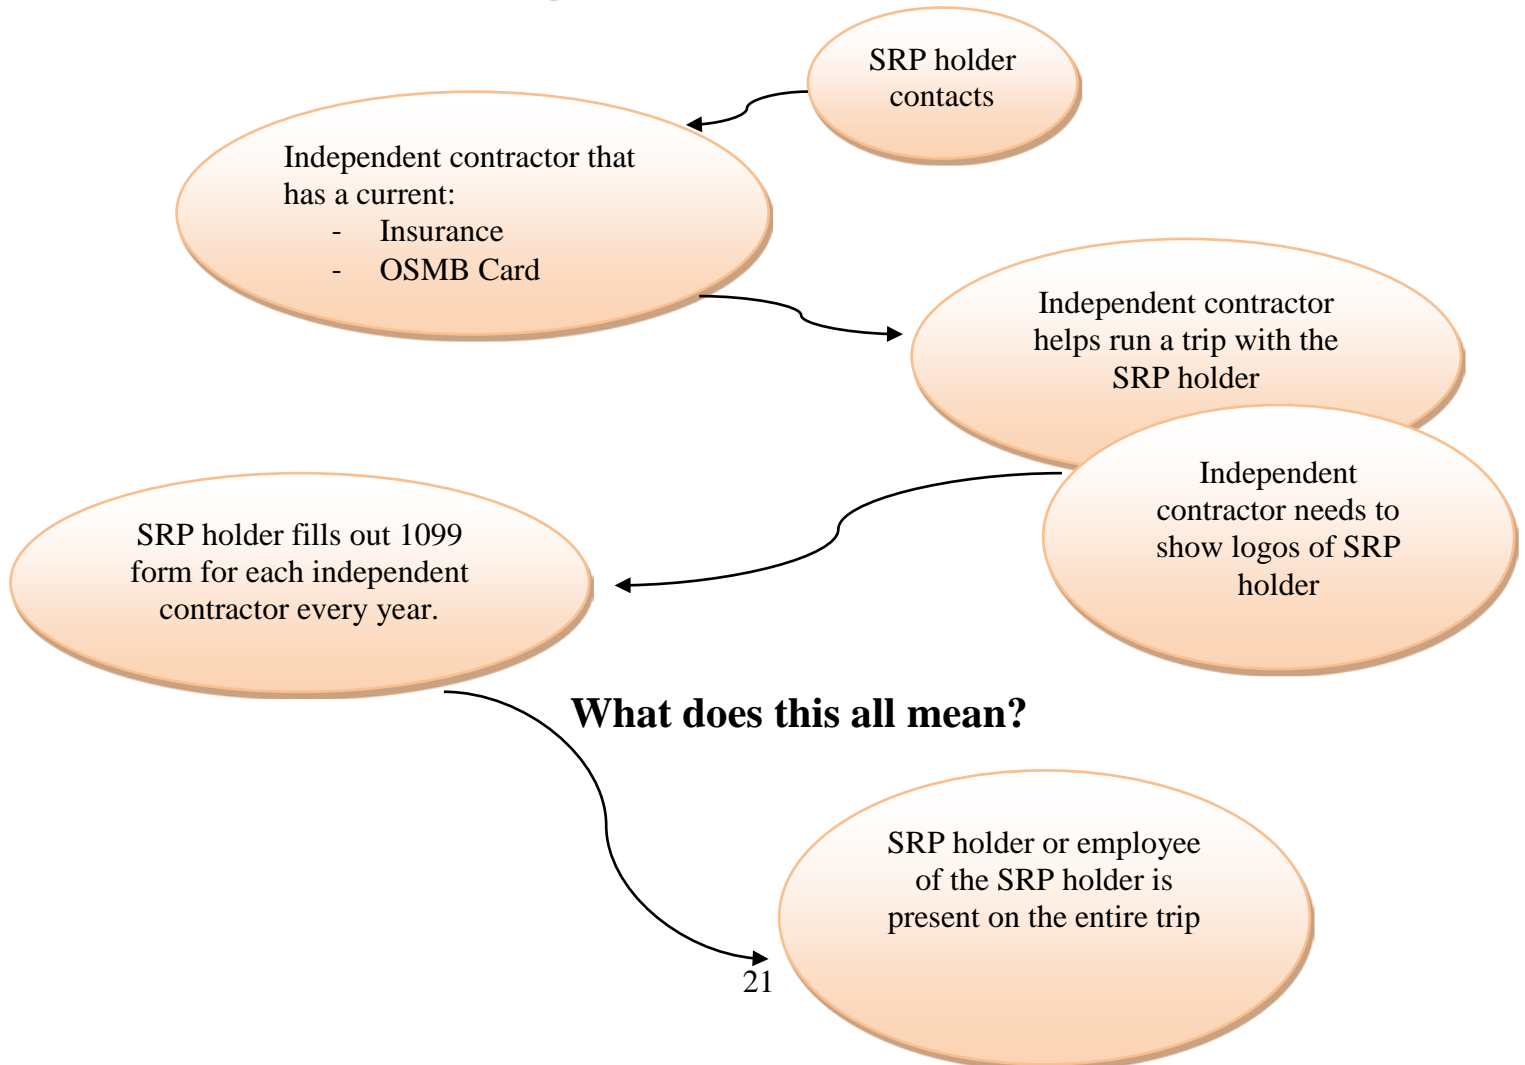 SRP holder
contacts
Independent contractor that
has a current:
- Insurance
- OSMB Card
Independent contractor
helps run a trip with the
SRP holder
Independent
contractor needs to
show logos of SRP
holder
SRP holder fills out 1099
form for each independent
contractor every year.
What does this all mean?
SRP holder or employee
of the SRP holder is
present on the entire trip
21